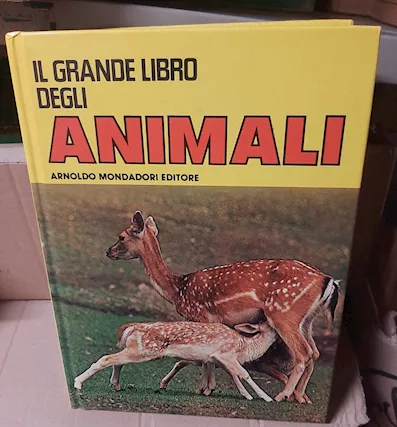 IL GRANDE LIBRO
DEGLI
ANIMALI
ARNOLDO MONDADORI EDITORE